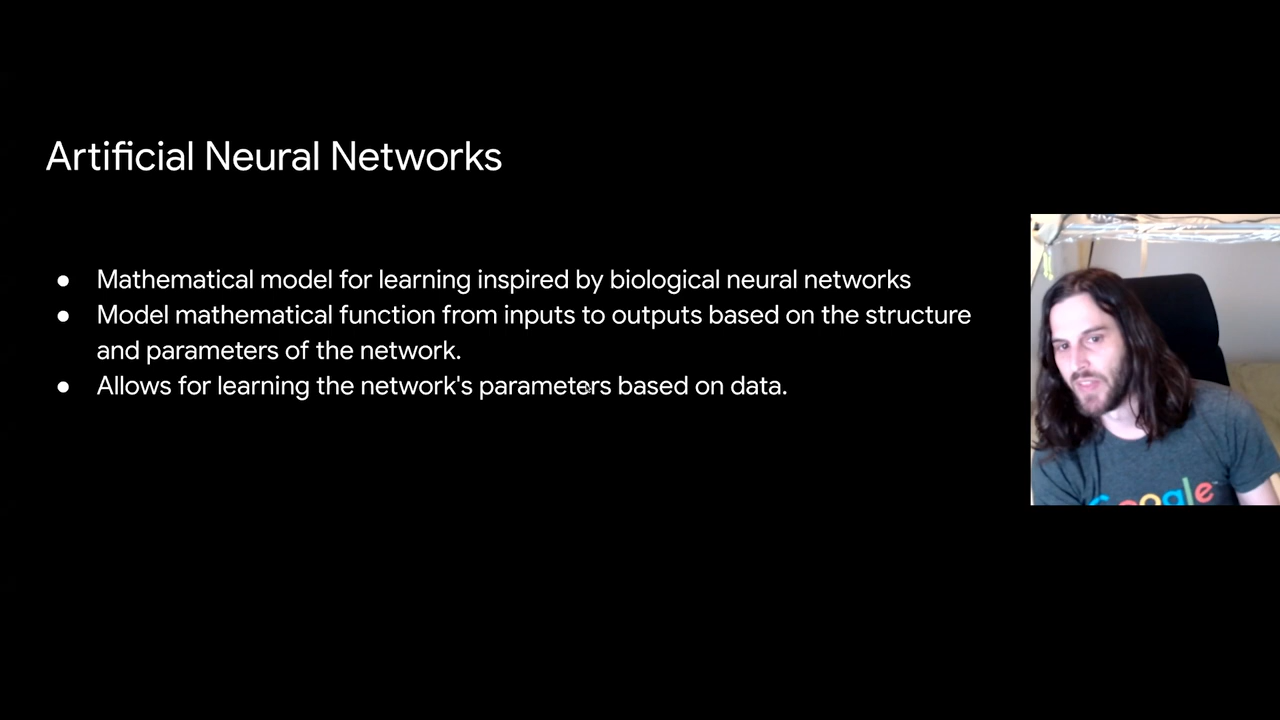 Artificial Neural Networks
● Mathematical model for learning inspired by biological neural networks
● Model mathematical function from inputs to outputs based on the structure
and parameters of the network.
● Allows for learning the network's parameters based on data.
Google